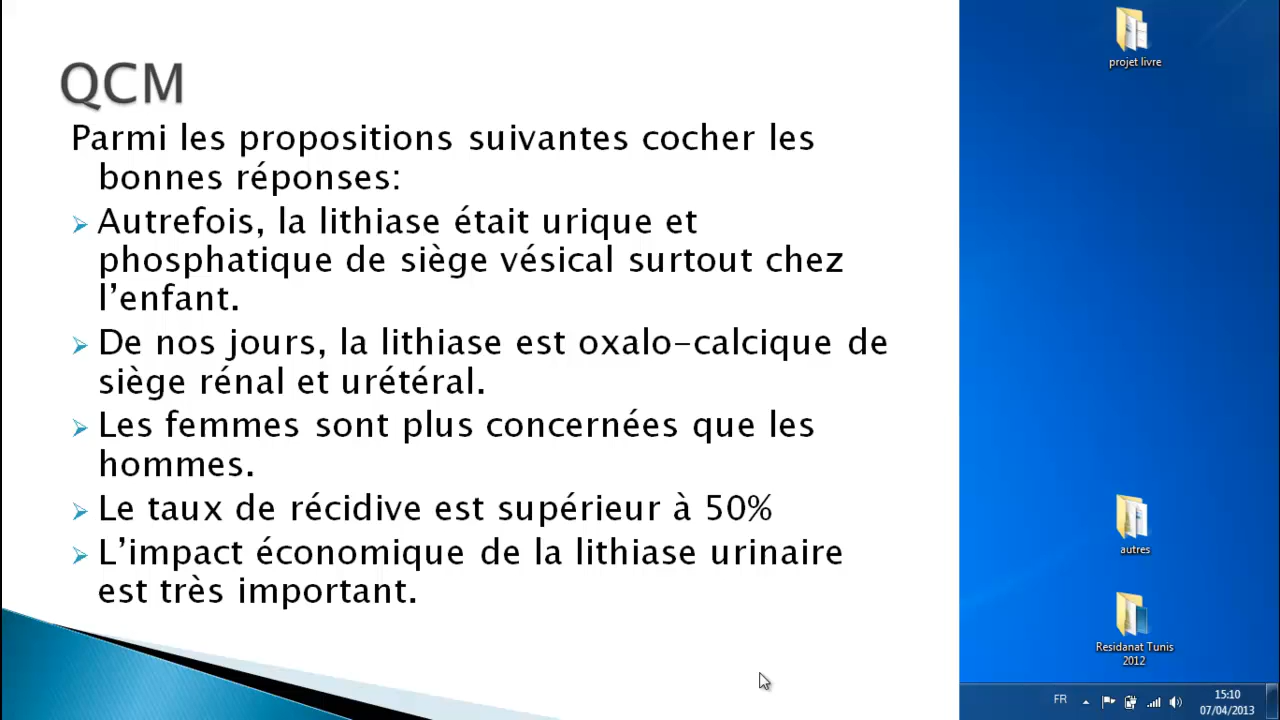 QCM
Parmi les propositions suivantes cocher les
bonnes réponses:
Autrefois, la lithiase était urique et
phosphatique de siège vésical surtout chez
l’enfant.
De nos jours, la lithiase est oxalo-calcique de
siège rénal et urétéral.
Les femmes sont plus concernées que les
hommes.
Le taux de récidive est supérieur à 50%
L’impact économique de la lithiase urinaire
est très important.
projet livre
autres
Residanat Tunis
2012
FR
15:10
07/04/2013